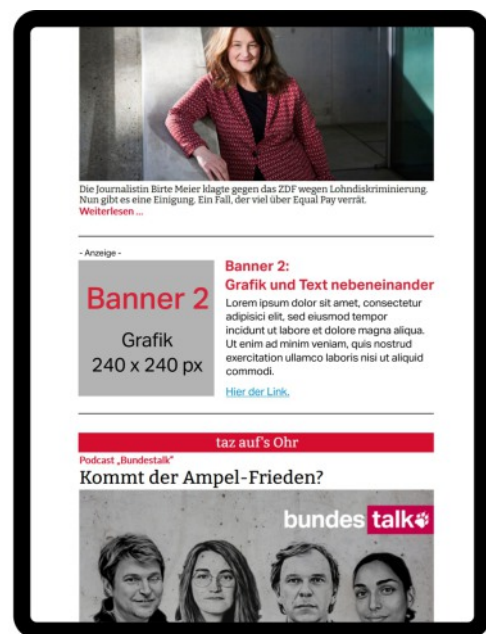 Die Journalistin Birte Meier klagte gegen das ZDF wegen Lohndiskriminierung.
Nun gibt es eine Einigung. Ein Fall, der viel über Equal Pay verrät.
Weiterlesen ...
- Anzeige -
Banner 2
Grafik
240 x 240 px
Banner 2:
Grafik und Text nebeneinander
Lorem ipsum dolor sit amet, consectetur
adipisici elit, sed eiusmod tempor
incidunt ut labore et dolore magna aliqua.
Ut enim ad minim veniam, quis nostrud
exercitation ullamco laboris nisi ut aliquid
commodi.
Hier der Link.
taz auf's Ohr
Podcast „Bundestalk“
Kommt der Ampel-Frieden?
bundes talk